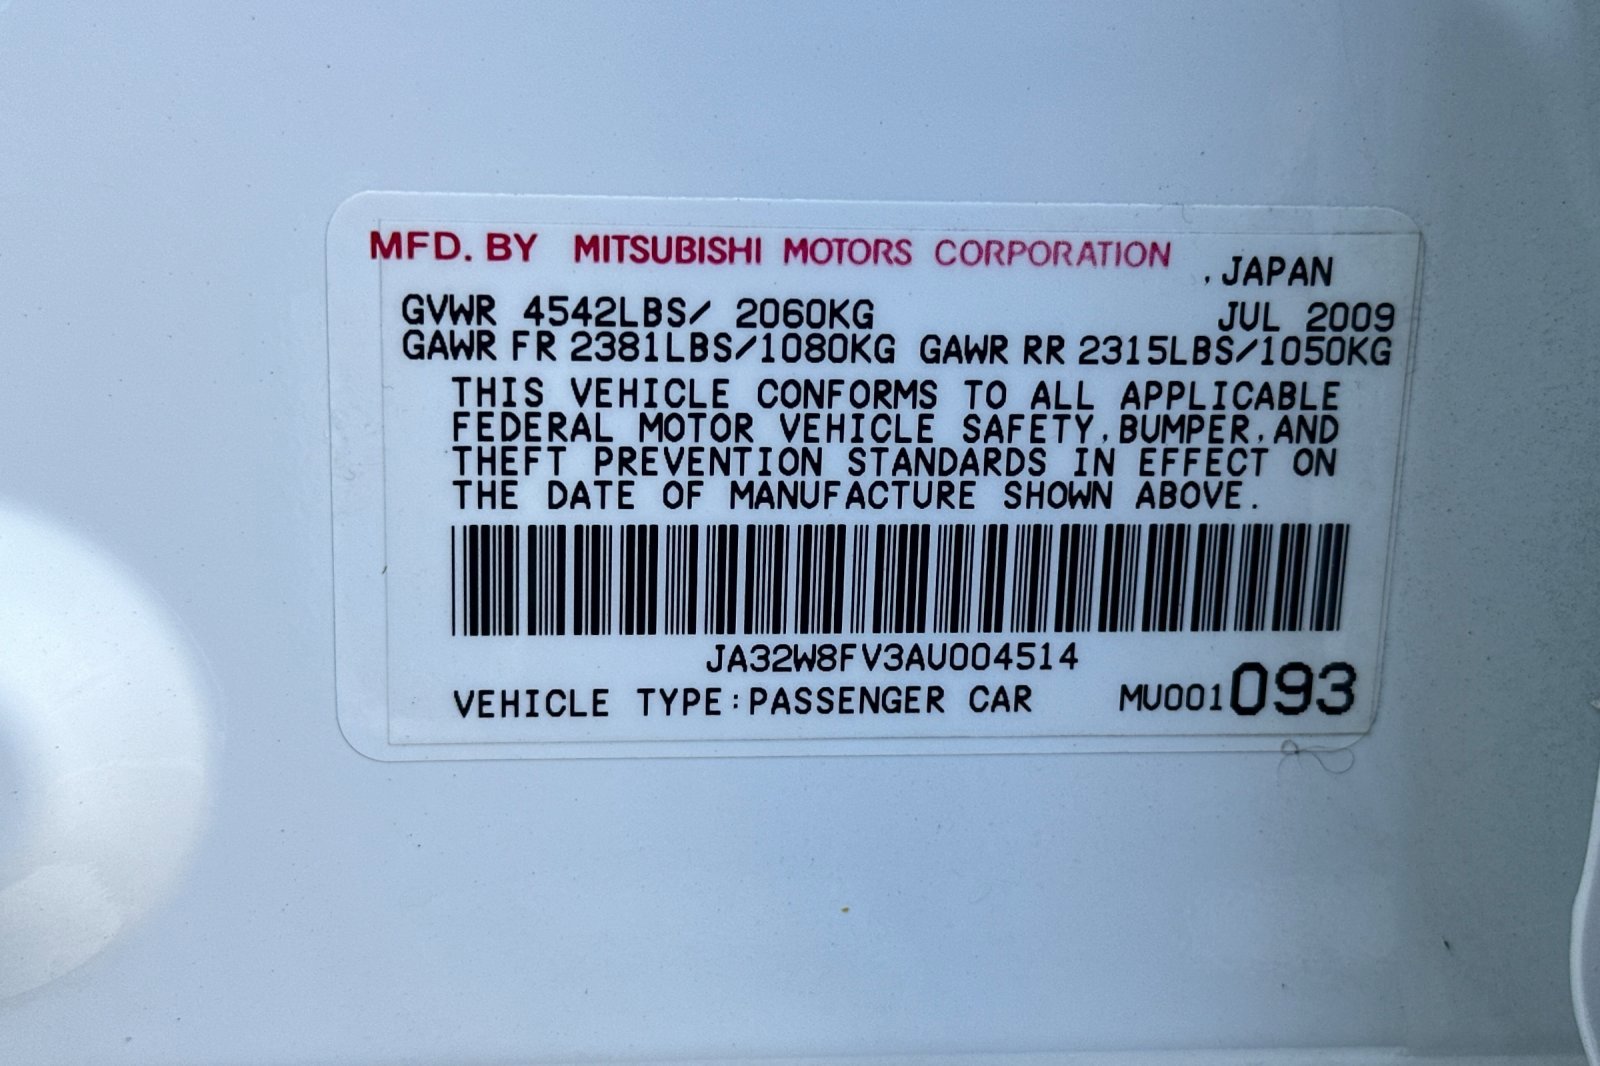 MFD. BY MITSUBISHI MOTORS CORPORATION , JAPAN
GVWR 4542LBS/ 2060KG JUL 2009
GAWR FR 2381LBS/1080KG GAWR RR 2315LBS/1050KG
THIS VEHICLE CONFORMS TO ALL APPLICABLE
FEDERAL MOTOR VEHICLE SAFETY, BUMPER, AND
THEFT PREVENTION STANDARDS IN EFFECT ON
THE DATE OF MANUFACTURE SHOWN ABOVE.
JA32W8FV3AU004514
VEHICLE TYPE: PASSENGER CAR MU001093